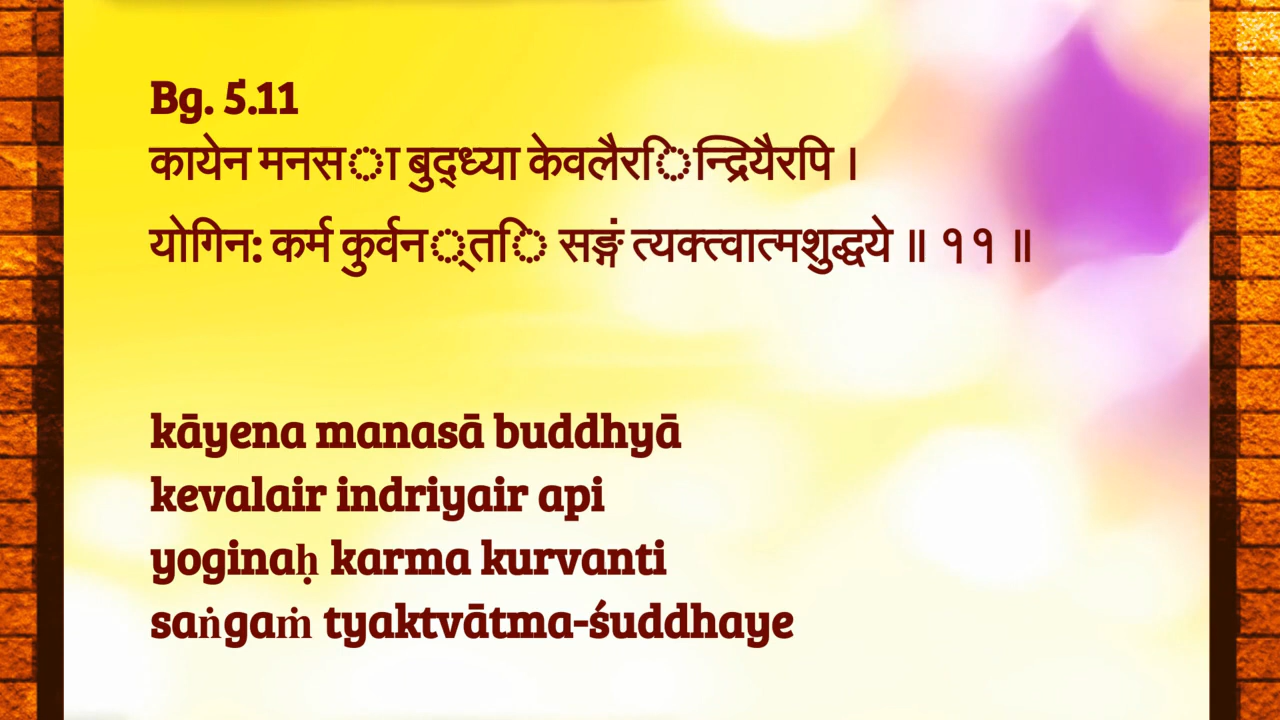 Bg. 5.11
कायेन मनस◌ा बुद्ध्या केवलैर◌िन्द्रियैरपि ।
योगिन: कर्म कुर्वन◌्त◌ि सङ्गं त्यक्त्वात्मशुद्धये ॥ ११ ॥
kāyena manasā buddhyā
kevalair indriyair api
yoginaḥ karma kurvanti
saṅgaṁ tyaktvātma-śuddhaye